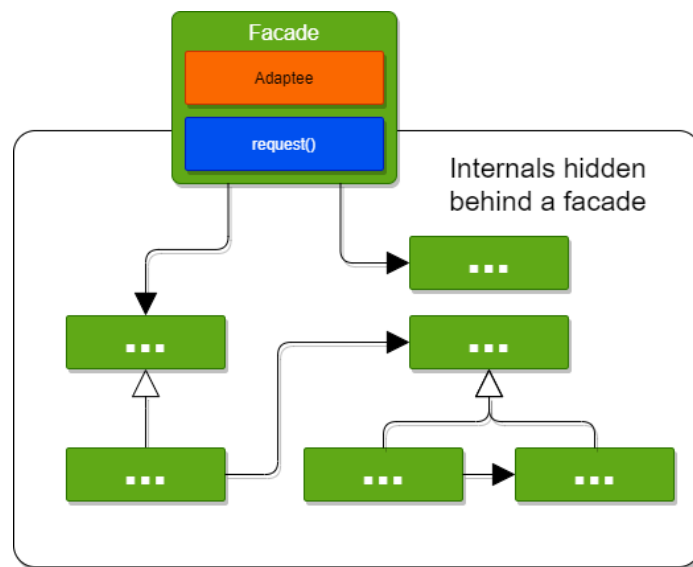 Facade
Adaptee
request()
Internals hidden
behind a facade
...
...
...
...
...
...